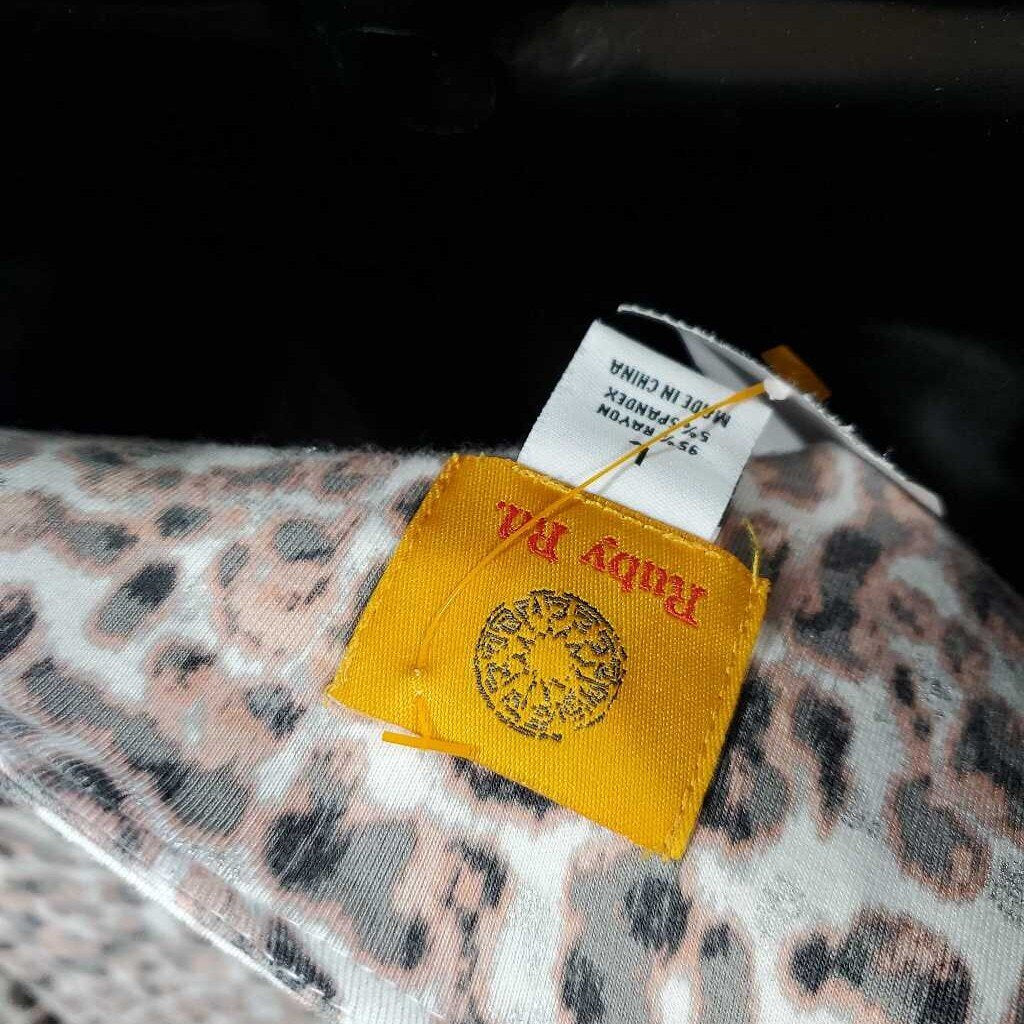 Ruby Rd.
L
95% RAYON
5% SPANDEX
MADE IN CHINA